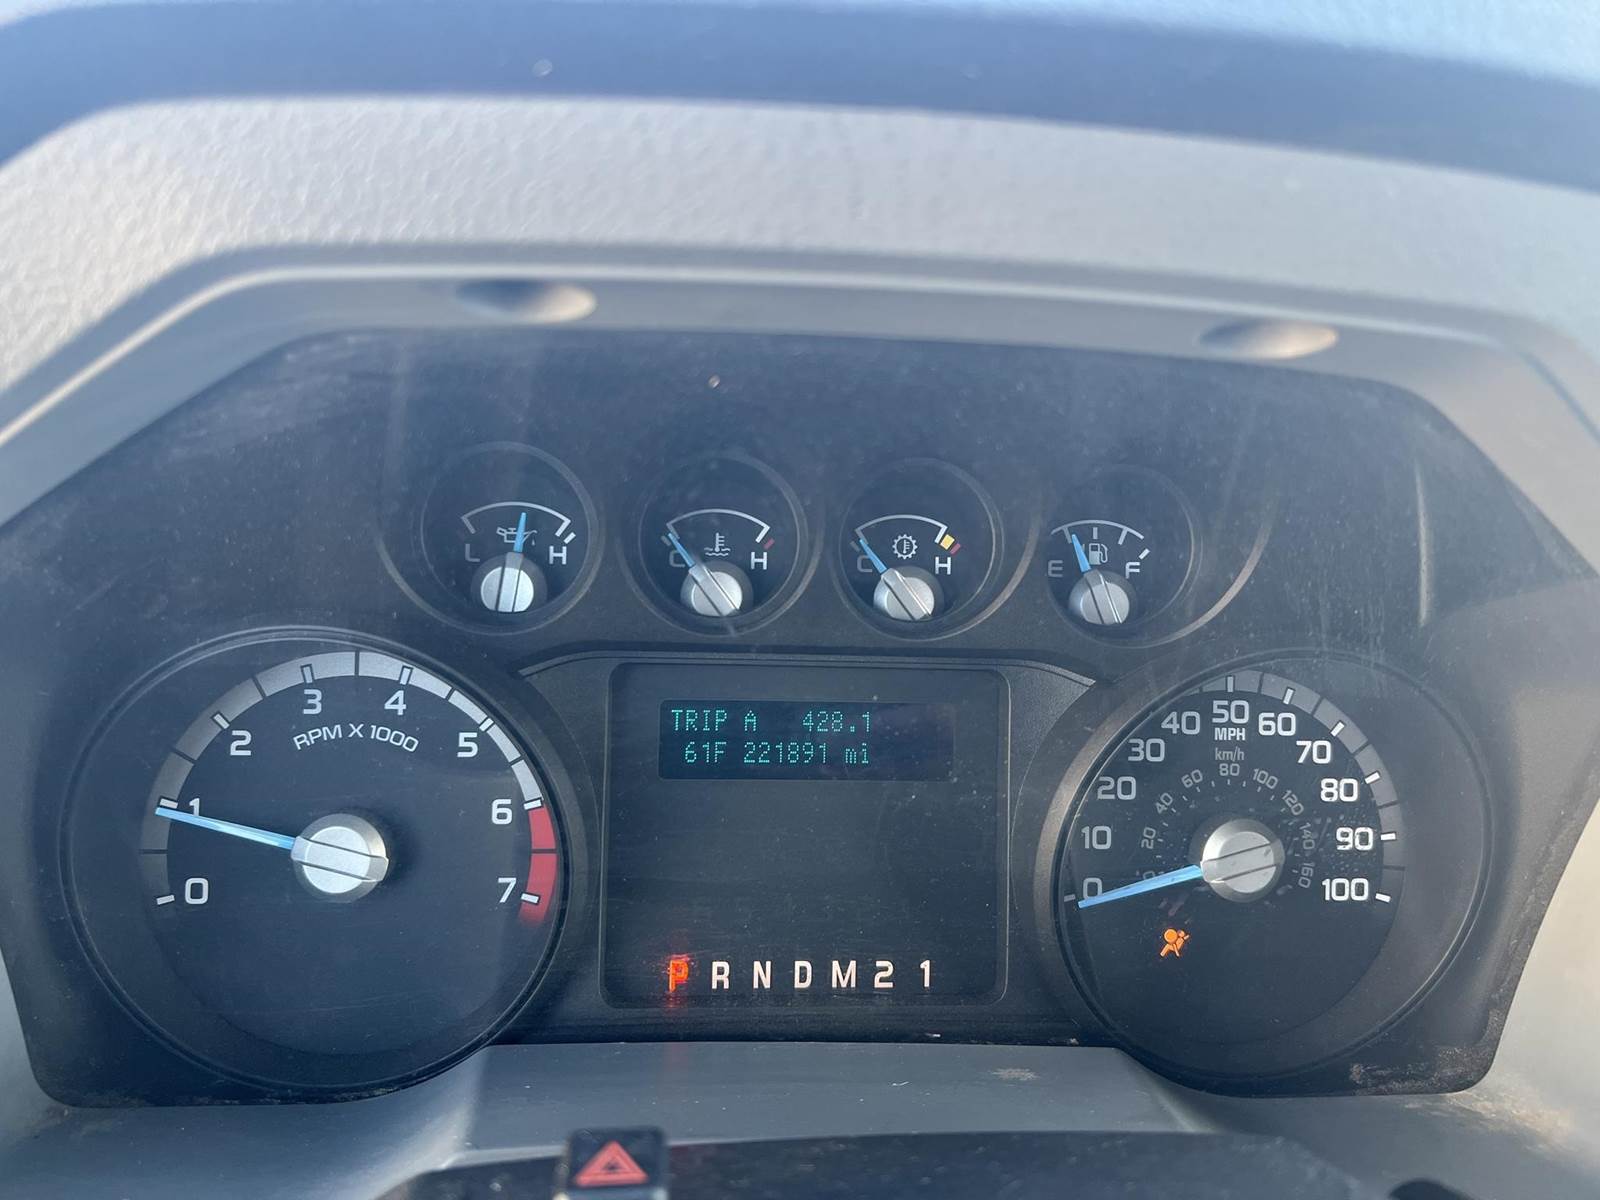 L H
C H
C H
E F
0 1 2 3 4 5 6 7
RPM X 1000
TRIP A 428.1
61F 221891 mi
P R N D M 2 1
0 10 20 30 40 50 60 70 80 90 100
MPH
km/h
20 40 60 80 100 120 140 160